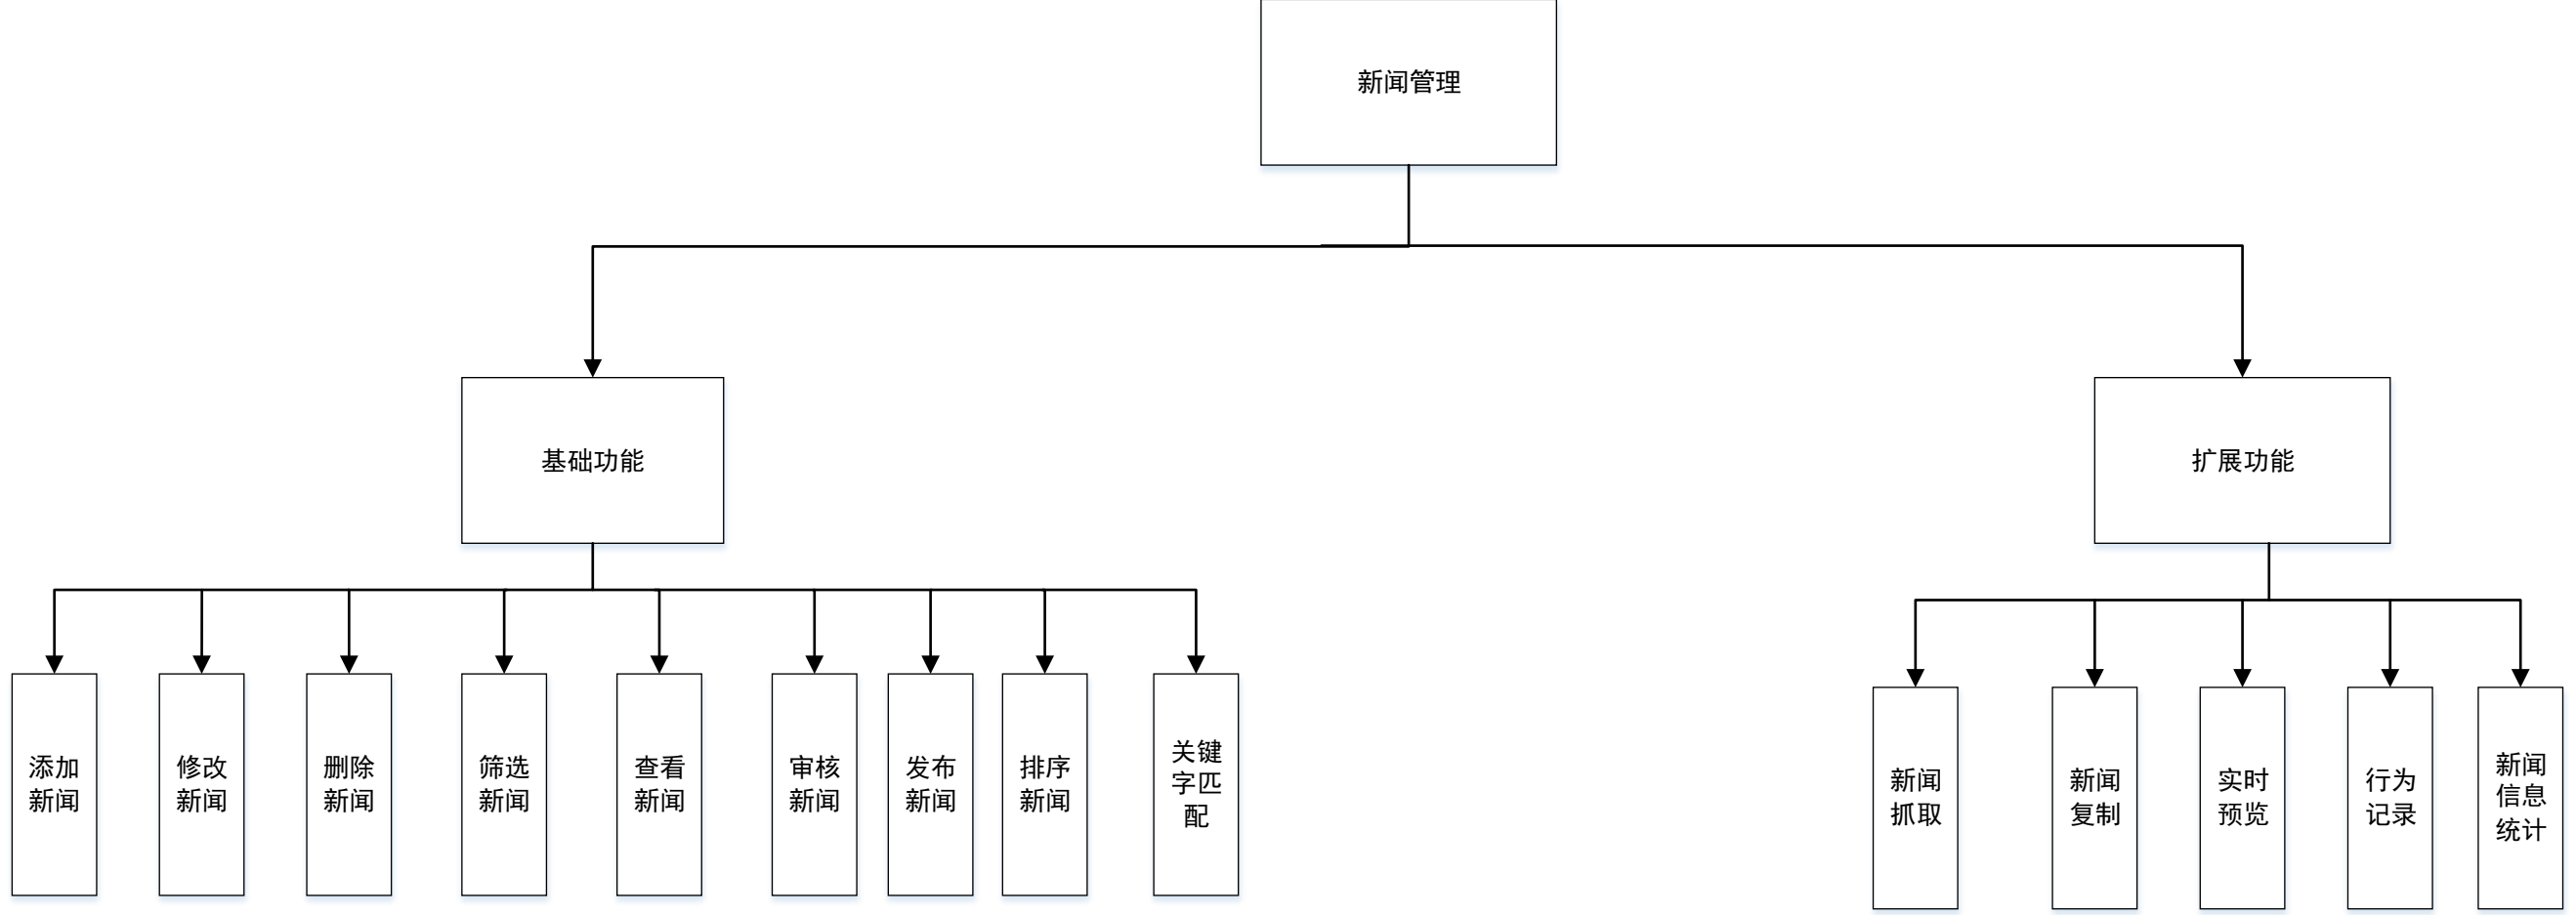 新闻管理
基础功能
扩展功能
添加
新闻
修改
新闻
删除
新闻
筛选
新闻
查看
新闻
审核
新闻
发布
新闻
排序
新闻
关键
字匹
配
新闻
抓取
新闻
复制
实时
预览
行为
记录
新闻
信息
统计